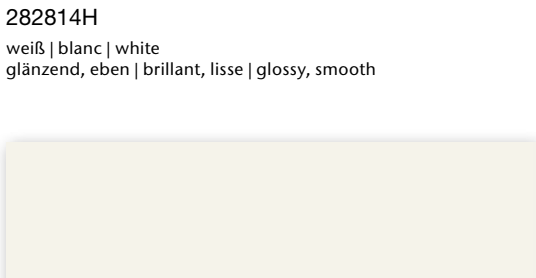 282814H
weiß | blanc | white
glänzend, eben | brillant, lisse | glossy, smooth